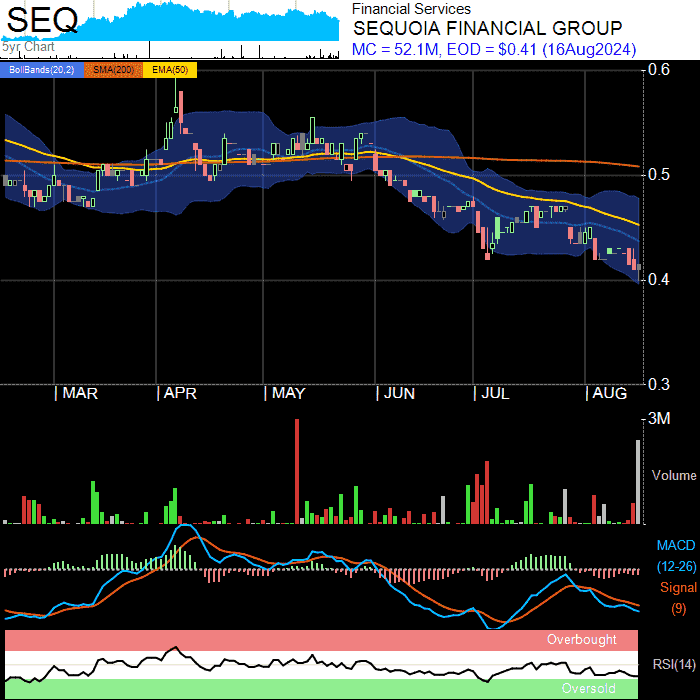 SEQ
5yr Chart
Financial Services
SEQUOIA FINANCIAL GROUP
MC = 52.1M, EOD = $0.41 (16Aug2024)
BollBands(20,2) SMA(200) EMA(50)
0.6
0.5
0.4
0.3
MAR APR MAY JUN JUL AUG
3M
Volume
MACD
(12-26)
Signal
(9)
Overbought
RSI(14)
Oversold